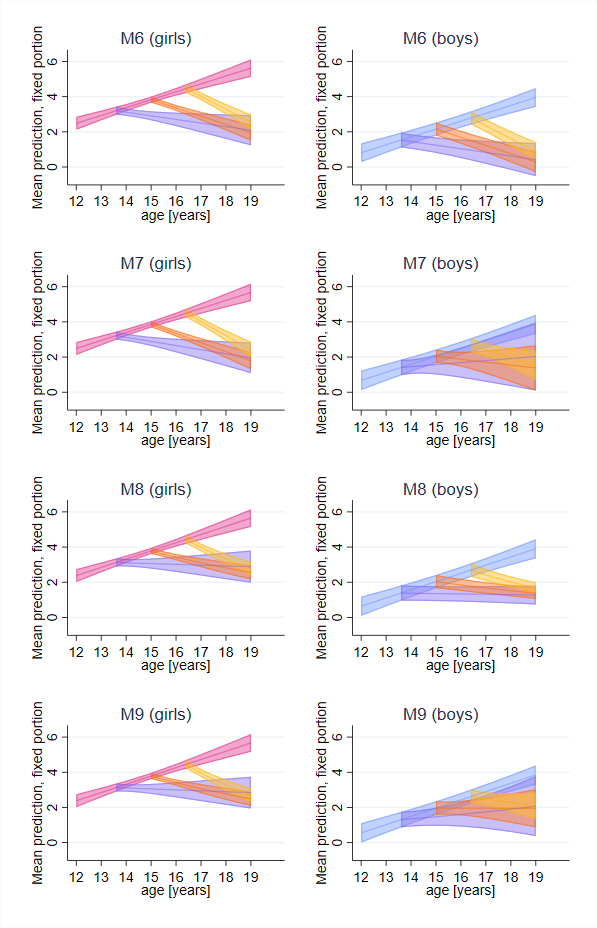 M6 (girls)
Mean prediction, fixed portion
0 2 4 6
12 13 14 15 16 17 18 19
age [years]
M6 (boys)
Mean prediction, fixed portion
0 2 4 6
12 13 14 15 16 17 18 19
age [years]
M7 (girls)
Mean prediction, fixed portion
0 2 4 6
12 13 14 15 16 17 18 19
age [years]
M7 (boys)
Mean prediction, fixed portion
0 2 4 6
12 13 14 15 16 17 18 19
age [years]
M8 (girls)
Mean prediction, fixed portion
0 2 4 6
12 13 14 15 16 17 18 19
age [years]
M8 (boys)
Mean prediction, fixed portion
0 2 4 6
12 13 14 15 16 17 18 19
age [years]
M9 (girls)
Mean prediction, fixed portion
0 2 4 6
12 13 14 15 16 17 18 19
age [years]
M9 (boys)
Mean prediction, fixed portion
0 2 4 6
12 13 14 15 16 17 18 19
age [years]